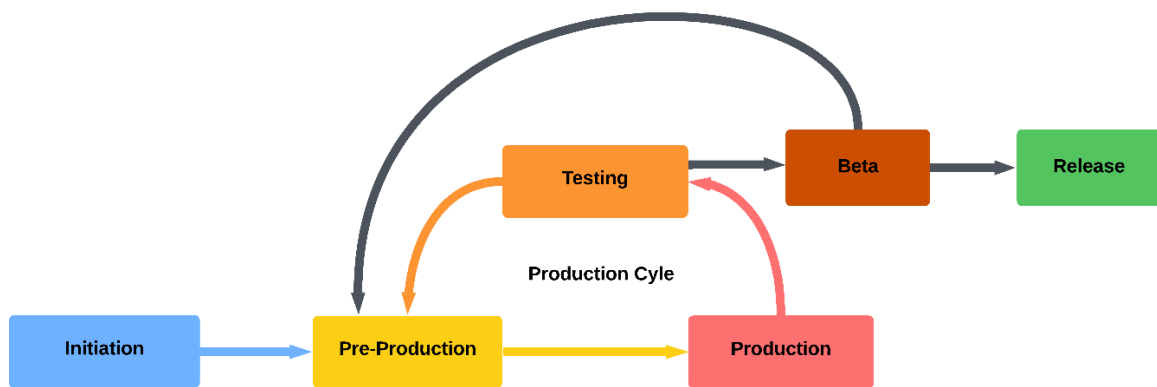 Beta
Release
Testing
Production Cyle
Initiation
Pre-Production
Production